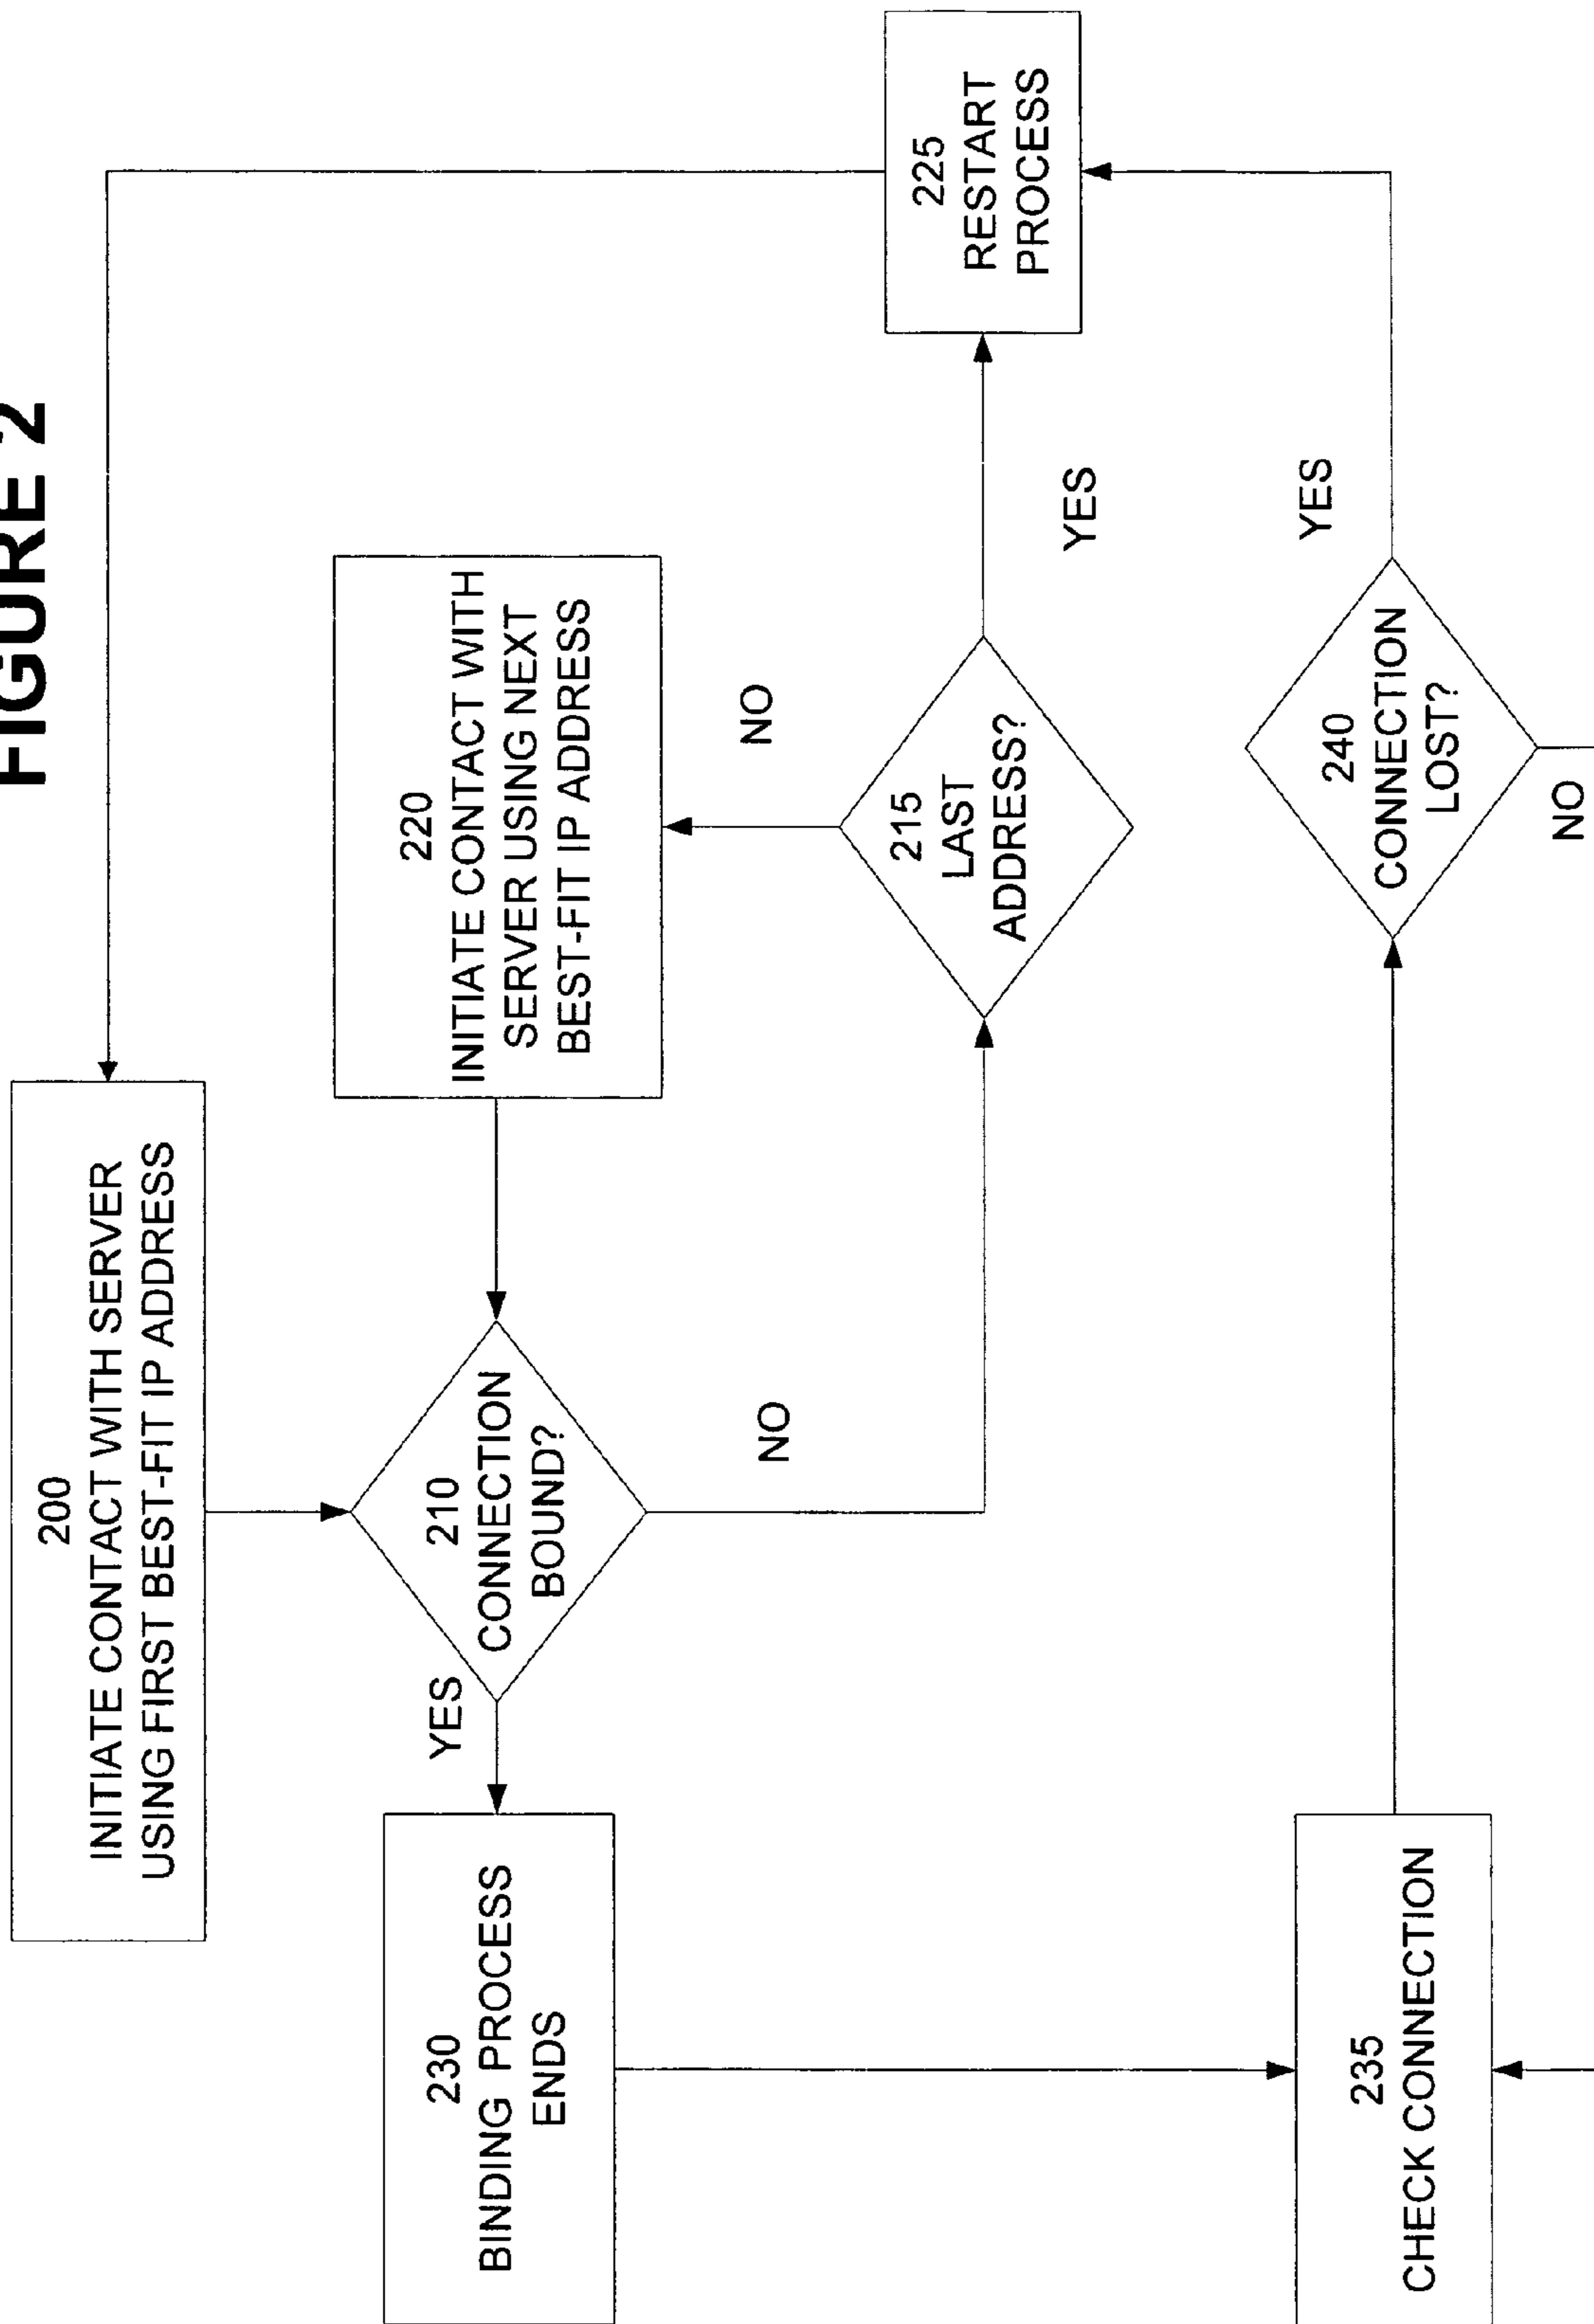 FIGURE 2
200
INITIATE CONTACT WITH SERVER
USING FIRST BEST-FIT IP ADDRESS
YES
210
CONNECTION
BOUND?
220
INITIATE CONTACT WITH
SERVER USING NEXT
BEST-FIT IP ADDRESS
230
BINDING PROCESS
ENDS
NO
NO
215
LAST
ADDRESS?
225
RESTART
PROCESS
YES
235
CHECK CONNECTION
240
CONNECTION
LOST?
YES
NO